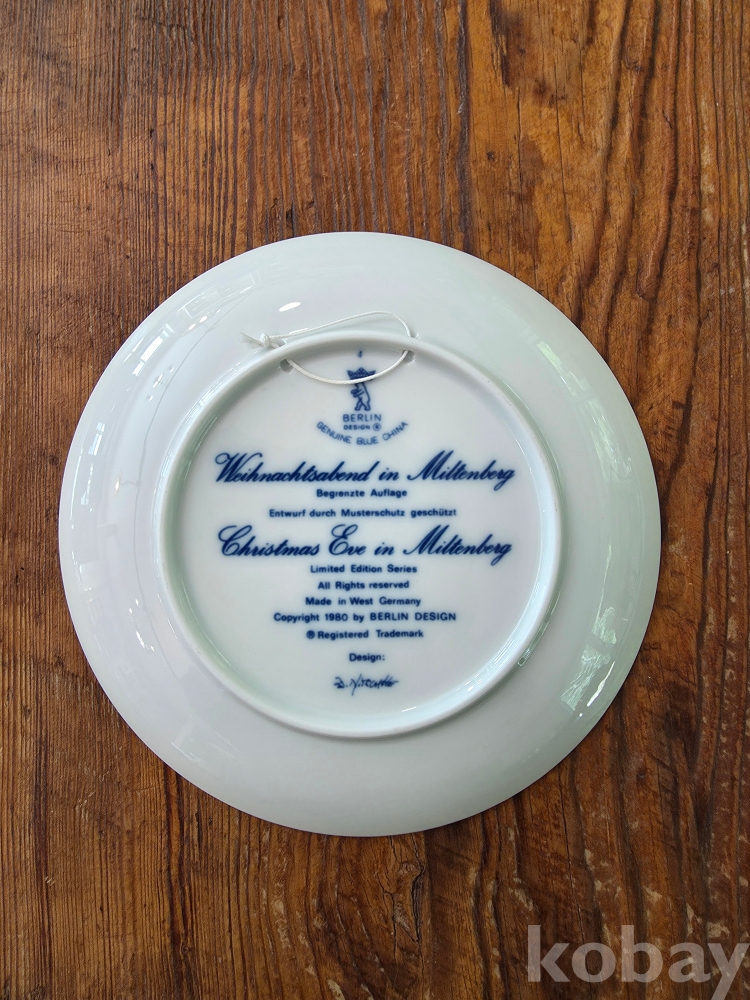 BERLIN
DESIGN ®
GENUINE BLUE CHINA
Weihnachtsabend in Miltenberg
Begrenzte Auflage
Entwurf durch Musterschutz geschützt
Christmas Eve in Miltenberg
Limited Edition Series
All Rights reserved
Made in West Germany
Copyright 1980 by BERLIN DESIGN
® Registered Trademark
Design:
kobay